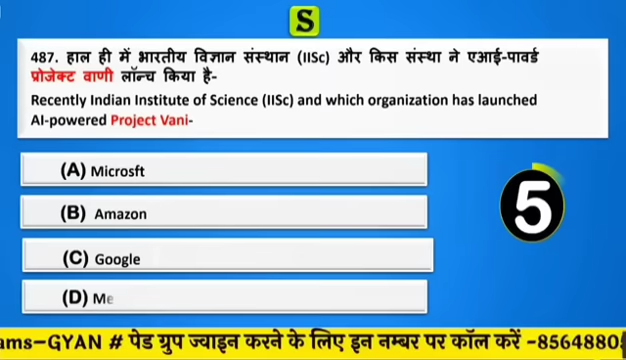 S
487. हाल ही में भारतीय विज्ञान संस्थान (IISc) और किस संस्था ने एआई-पावर्ड
प्रोजेक्ट वाणी लॉन्च किया है-
Recently Indian Institute of Science (IISc) and which organization has launched
AI-powered Project Vani-
(A) Microsft
(B) Amazon
(C) Google
(D) Me
5
ams-GYAN # पेड ग्रुप ज्वाइन करने के लिए इन नम्बर पर कॉल करें -8564880